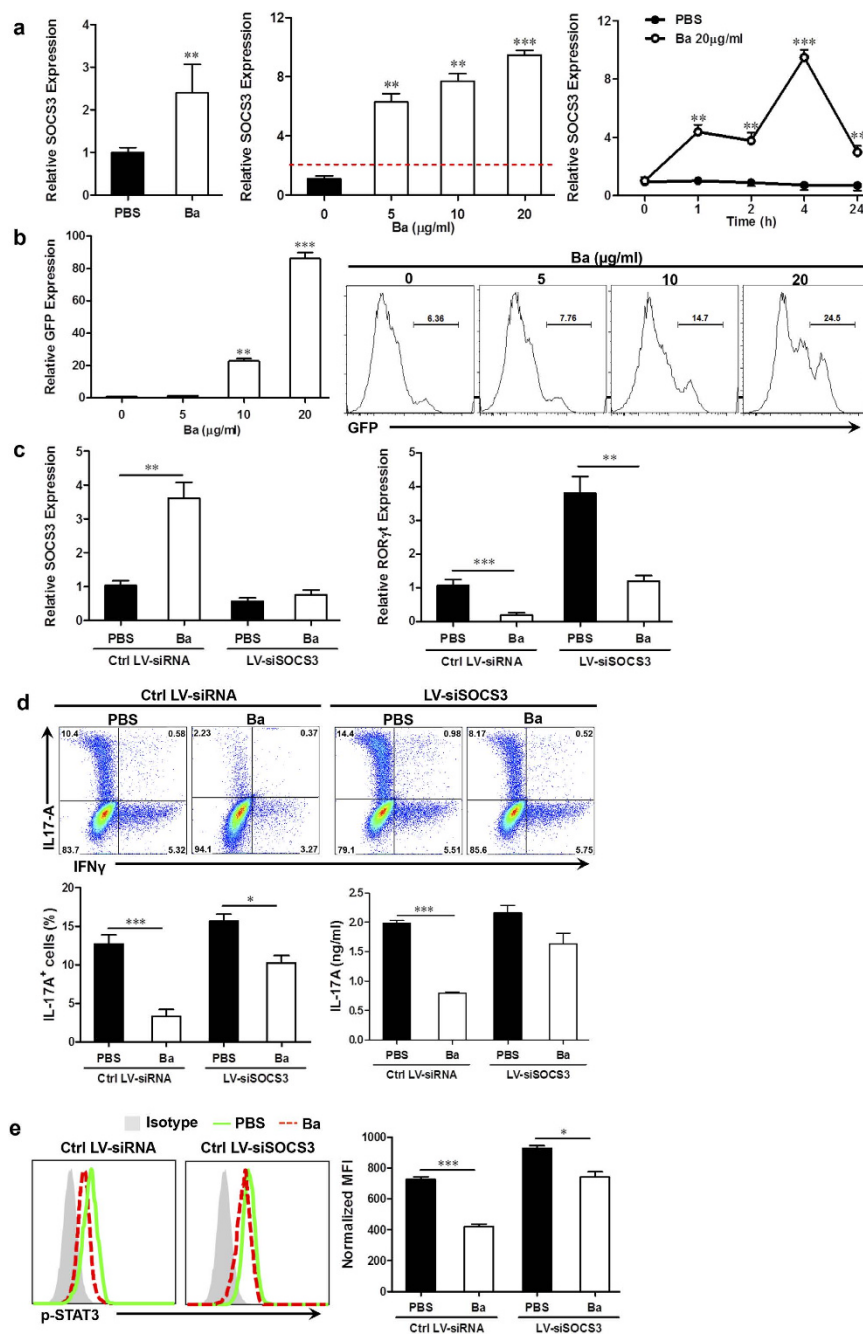 a
Relative SOCS3 Expression
4
3
2
1
0
**
PBS
Ba
Relative SOCS3 Expression
12
8
4
0
**
**
***
0
5
10
20
Ba (μg/ml)
Relative SOCS3 Expression
12
8
4
0
PBS
Ba 20μg/ml
**
**
***
**
0
1
2
4
24
Time (h)
b
Relative GFP Expression
100
80
60
40
20
0
**
***
0
5
10
20
Ba (μg/ml)
Ba (μg/ml)
0
5
10
20
6.36
7.76
14.7
24.5
GFP
c
Relative SOCS3 Expression
5
4
3
2
1
0
**
PBS
Ba
PBS
Ba
Ctrl LV-siRNA
LV-siSOCS3
Relative RORγt Expression
5
4
3
2
1
0
***
**
PBS
Ba
PBS
Ba
Ctrl LV-siRNA
LV-siSOCS3
d
Ctrl LV-siRNA
LV-siSOCS3
PBS
Ba
PBS
Ba
IL17-A
10.4
0.58
83.7
5.32
2.23
0.37
94.1
3.27
14.4
0.98
79.1
5.51
8.17
0.52
85.6
5.75
IFNγ
IL-17A+ cells (%)
20
15
10
5
0
***
*
PBS
Ba
PBS
Ba
Ctrl LV-siRNA
LV-siSOCS3
IL-17A (ng/ml)
2.5
2.0
1.5
1.0
0.5
0.0
***
PBS
Ba
PBS
Ba
Ctrl LV-siRNA
LV-siSOCS3
e
Isotype
PBS
Ba
Ctrl LV-siRNA
Ctrl LV-siSOCS3
p-STAT3
Normalized MFI
1000
800
600
400
200
0
***
*
PBS
Ba
PBS
Ba
Ctrl LV-siRNA
LV-siSOCS3